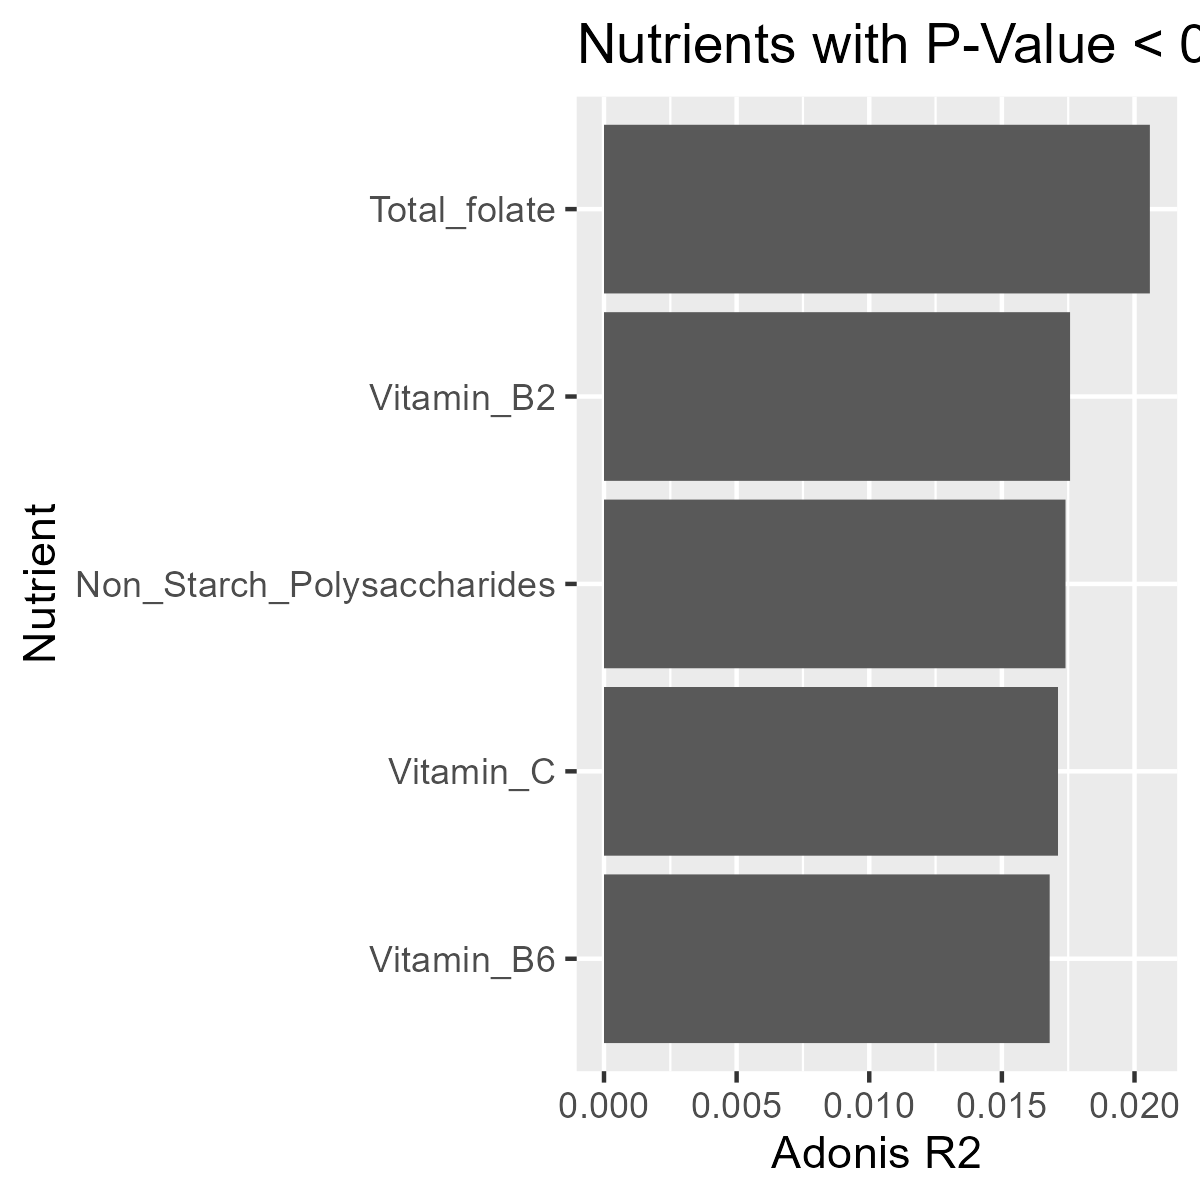 Nutrients with P-Value < 0
Total_folate
Vitamin_B2
Non_Starch_Polysaccharides
Vitamin_C
Vitamin_B6
Nutrient
0.000 0.005 0.010 0.015 0.020
Adonis R2